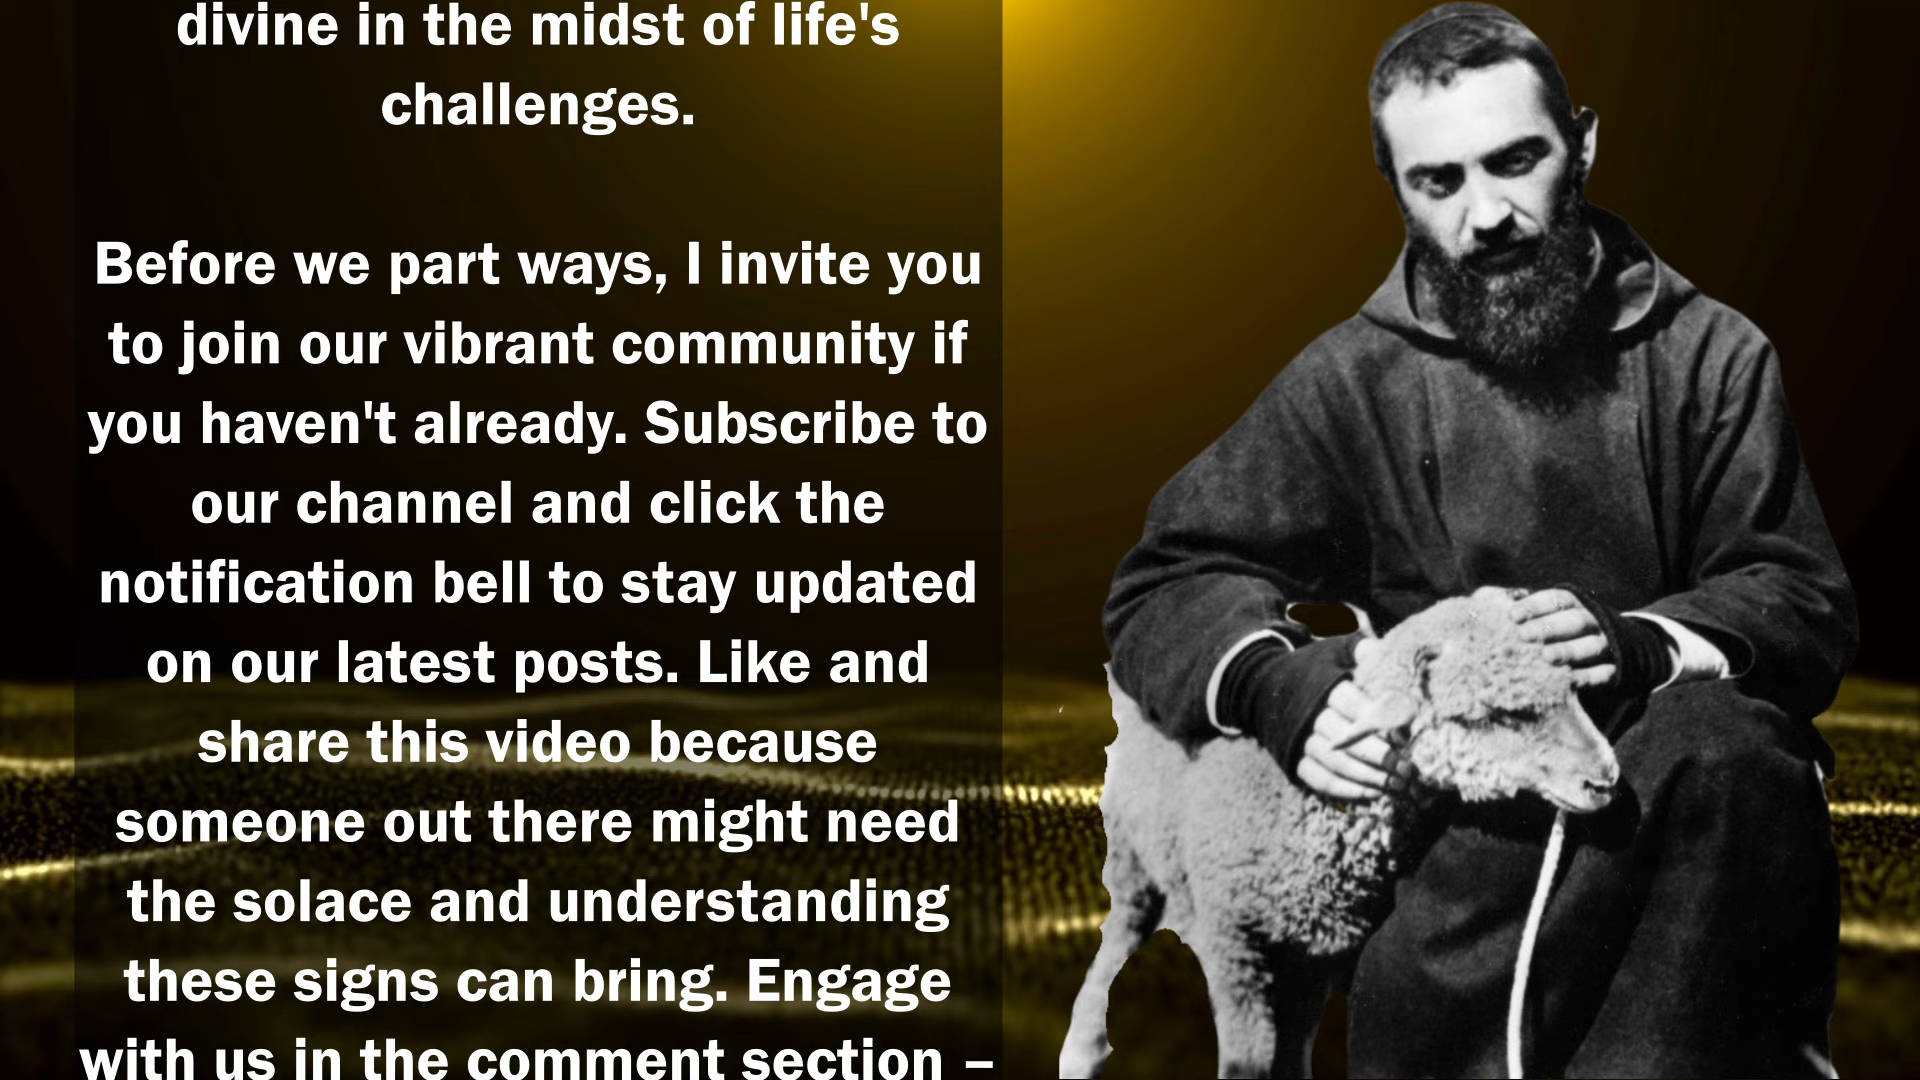 divine in the midst of life's
challenges.
Before we part ways, I invite you
to join our vibrant community if
you haven't already. Subscribe to
our channel and click the
notification bell to stay updated
on our latest posts. Like and
share this video because
someone out there might need
the solace and understanding
these signs can bring. Engage
with us in the comment section –